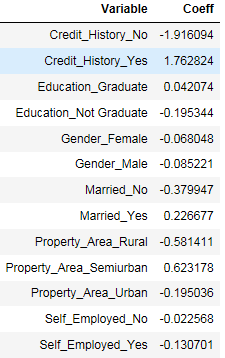 Variable Coeff
Credit_History_No -1.916094
Credit_History_Yes 1.762824
Education_Graduate 0.042074
Education_Not Graduate -0.195344
Gender_Female -0.068048
Gender_Male -0.085221
Married_No -0.379947
Married_Yes 0.226677
Property_Area_Rural -0.581411
Property_Area_Semiurban 0.623178
Property_Area_Urban -0.195036
Self_Employed_No -0.022568
Self_Employed_Yes -0.130701